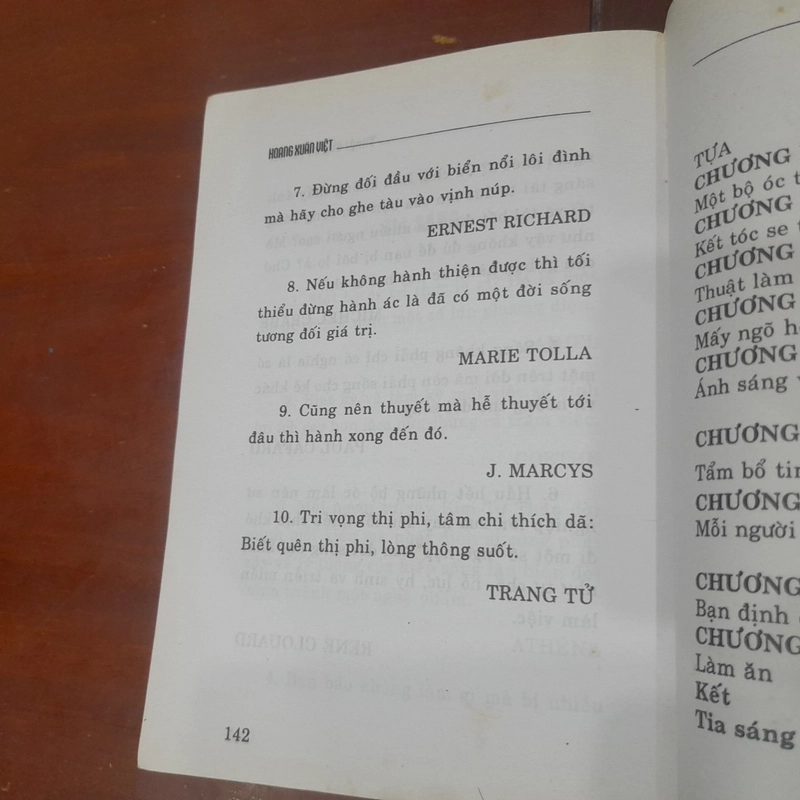 HOÀNG XUÂN VIỆT
7. Đừng đối đầu với biển nổi lôi đình
mà hãy cho ghe tàu vào vịnh núp.
ERNEST RICHARD
8. Nếu không hành thiện được thì tối
thiểu đừng hành ác là đã có một đời sống
tương đối giá trị.
MARIE TOLLA
9. Cũng nên thuyết mà hễ thuyết tới
đâu thì hành xong đến đó.
J. MARCYS
10. Tri vọng thị phi, tâm chi thích dã:
Biết quên thị phi, lòng thông suốt.
TRANG TỬ
142
TỰA
CHƯƠNG
Một bộ óc
CHƯƠNG
Kết tóc se
CHƯƠNG
Thuật làm
CHƯƠNG
Mấy ngõ
CHƯƠNG
Ánh sáng
CHƯƠNG
Tẩm bổ
CHƯƠNG
Mỗi người
CHƯƠNG
Bạn định
CHƯƠNG
Làm ăn
Kết
Tia sáng